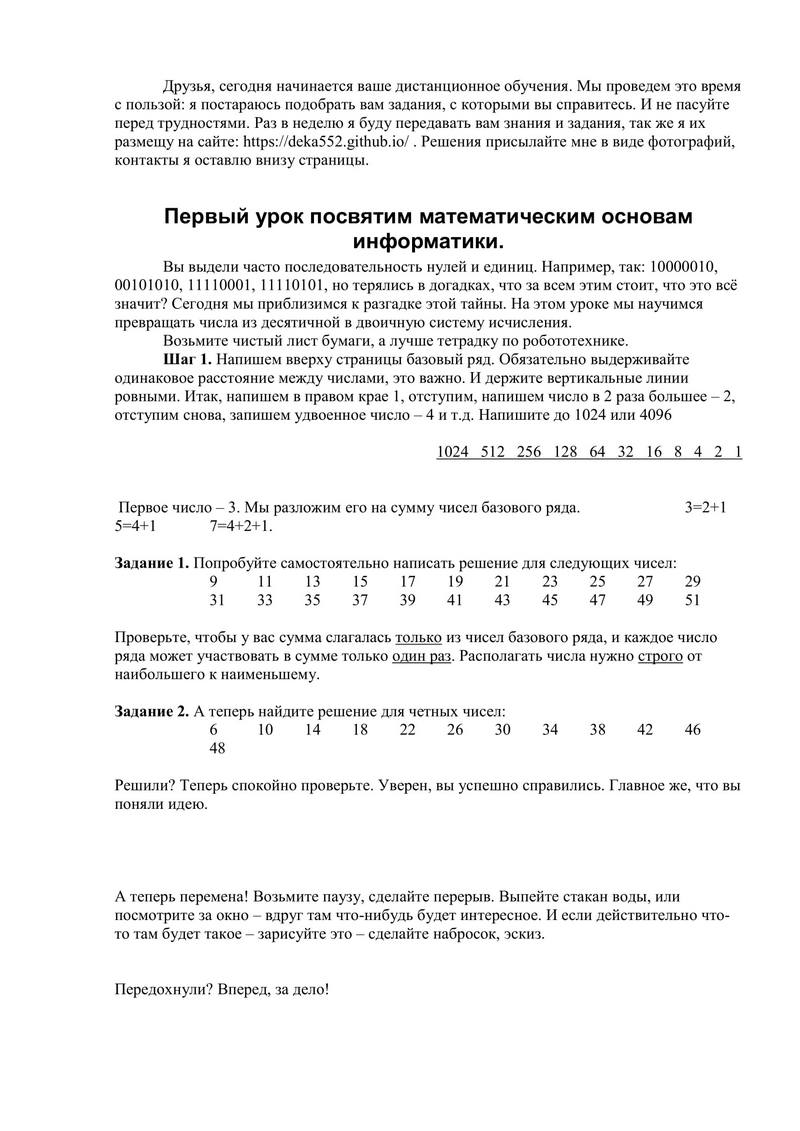 Друзья, сегодня начинается ваше дистанционное обучения. Мы проведем это время
с пользой: я постараюсь подобрать вам задания, с которыми вы справитесь. И не пасуйте
перед трудностями. Раз в неделю я буду передавать вам знания и задания, так же я их
размещу на сайте: https://deka552.github.io/ . Решения присылайте мне в виде фотографий,
контакты я оставлю внизу страницы.
Первый урок посвятим математическим основам
информатики.
Вы выдели часто последовательность нулей и единиц. Например, так: 10000010,
00101010, 11110001, 11110101, но терялись в догадках, что за всем этим стоит, что это всё
значит? Сегодня мы приблизимся к разгадке этой тайны. На этом уроке мы научимся
превращать числа из десятичной в двоичную систему исчисления.
Возьмите чистый лист бумаги, а лучше тетрадку по робототехнике.
Шаг 1. Напишем вверху страницы базовый ряд. Обязательно выдерживайте
одинаковое расстояние между числами, это важно. И держите вертикальные линии
ровными. Итак, напишем в правом крае 1, отступим, напишем число в 2 раза большее – 2,
отступим снова, запишем удвоенное число – 4 и т.д. Напишите до 1024 или 4096
1024 512 256 128 64 32 16 8 4 2 1
Первое число – 3. Мы разложим его на сумму чисел базового ряда. 3=2+1
5=4+1 7=4+2+1.
Задание 1. Попробуйте самостоятельно написать решение для следующих чисел:
9 11 13 15 17 19 21 23 25 27 29
31 33 35 37 39 41 43 45 47 49 51
Проверьте, чтобы у вас сумма слагалась только из чисел базового ряда, и каждое число
ряда может участвовать в сумме только один раз. Располагать числа нужно строго от
наибольшего к наименьшему.
Задание 2. А теперь найдите решение для четных чисел:
6 10 14 18 22 26 30 34 38 42 46
48
Решили? Теперь спокойно проверьте. Уверен, вы успешно справились. Главное же, что вы
поняли идею.
А теперь перемена! Возьмите паузу, сделайте перерыв. Выпейте стакан воды, или
посмотрите за окно – вдруг там что-нибудь будет интересное. И если действительно что-
то там будет такое – зарисуйте это – сделайте набросок, эскиз.
Передохнули? Вперед, за дело!